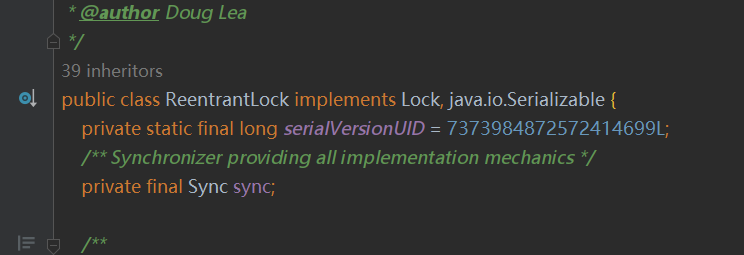 * @author Doug Lea
*/
39 inheritors
public class ReentrantLock implements Lock, java.io.Serializable {
private static final long serialVersionUID = 7373984872572414699L;
/** Synchronizer providing all implementation mechanics */
private final Sync sync;
/**